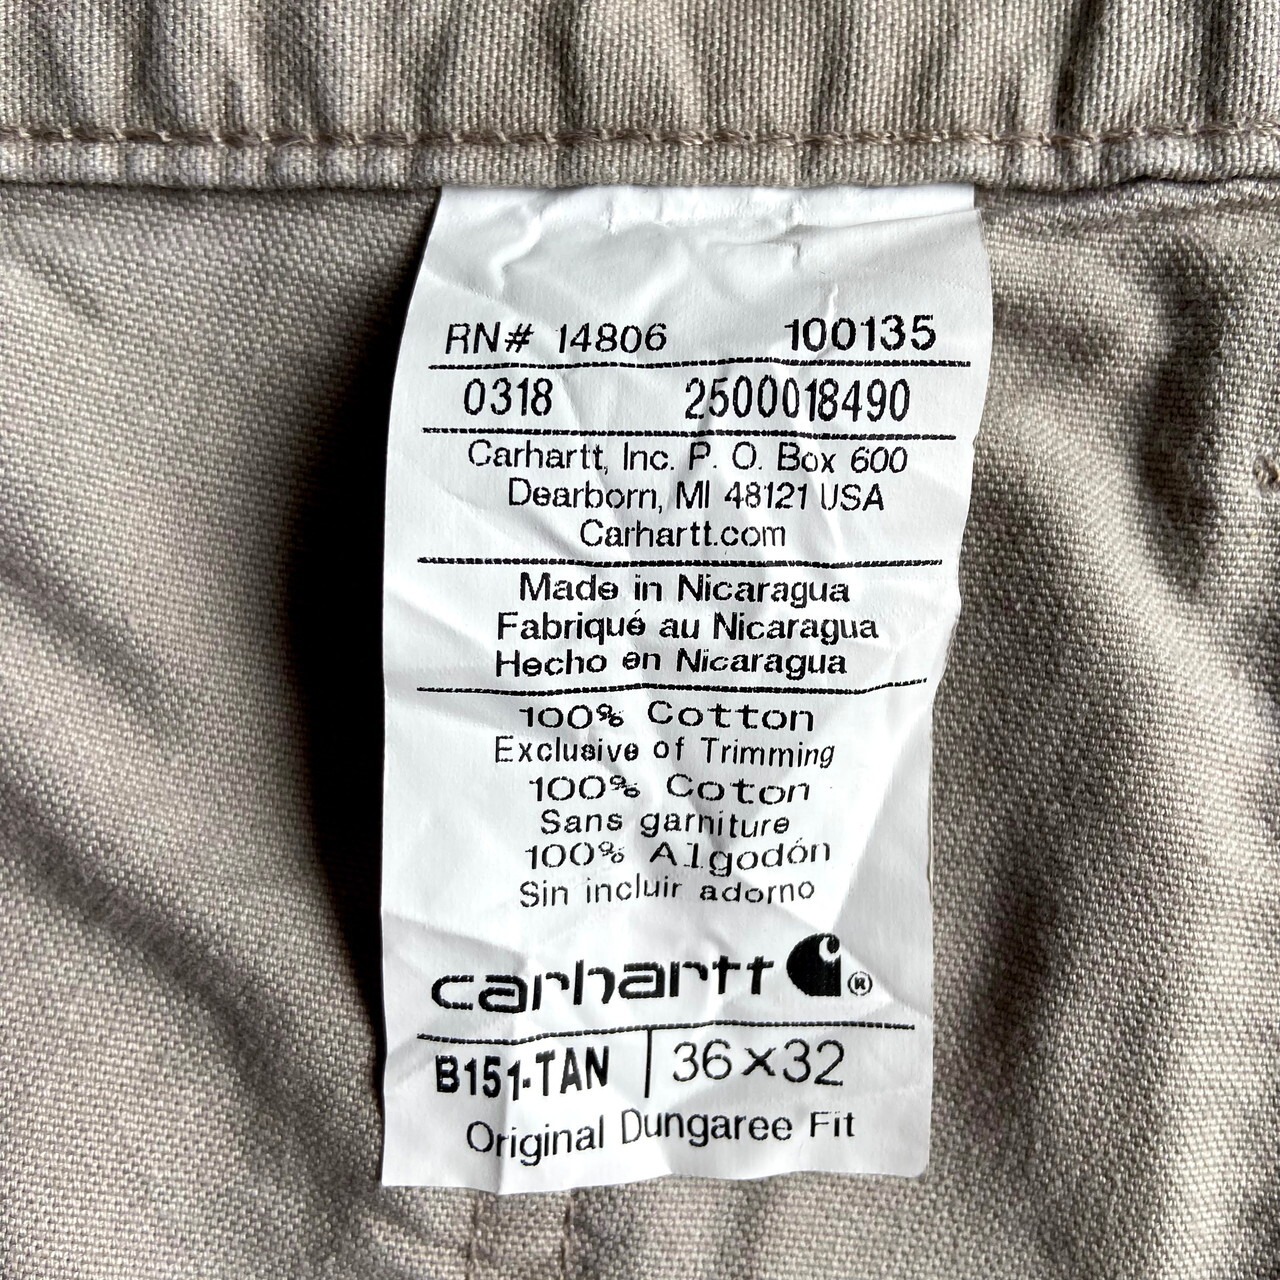 RN# 14806 100135
0318 2500018490
Carhartt, Inc. P. O. Box 600
Dearborn, MI 48121 USA
Carhartt.com
Made in Nicaragua
Fabriqué au Nicaragua
Hecho en Nicaragua
100% Cotton
Exclusive of Trimming
100% Coton
Sans garniture
100% Algodón
Sin incluir adorno
carhartt ®
B151-TAN | 36x32
Original Dungaree Fit